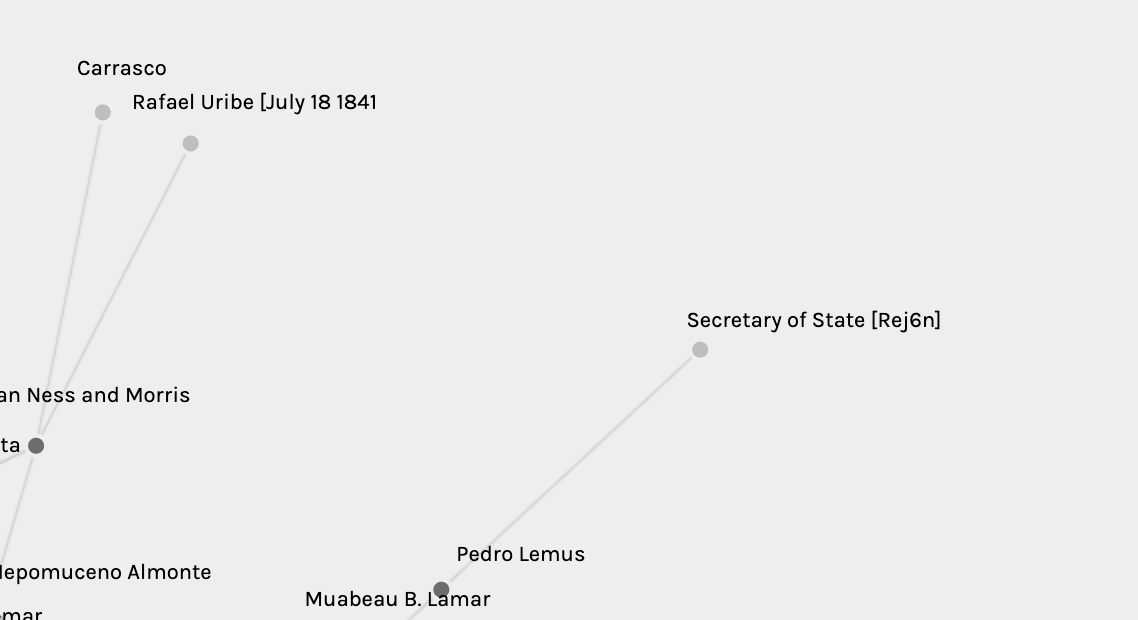 Carrasco
Rafael Uribe [July 18 1841
Secretary of State [Rej6n]
an Ness and Morris
ta
Pedro Lemus
Nepomuceno Almonte
Muabeau B. Lamar
emar